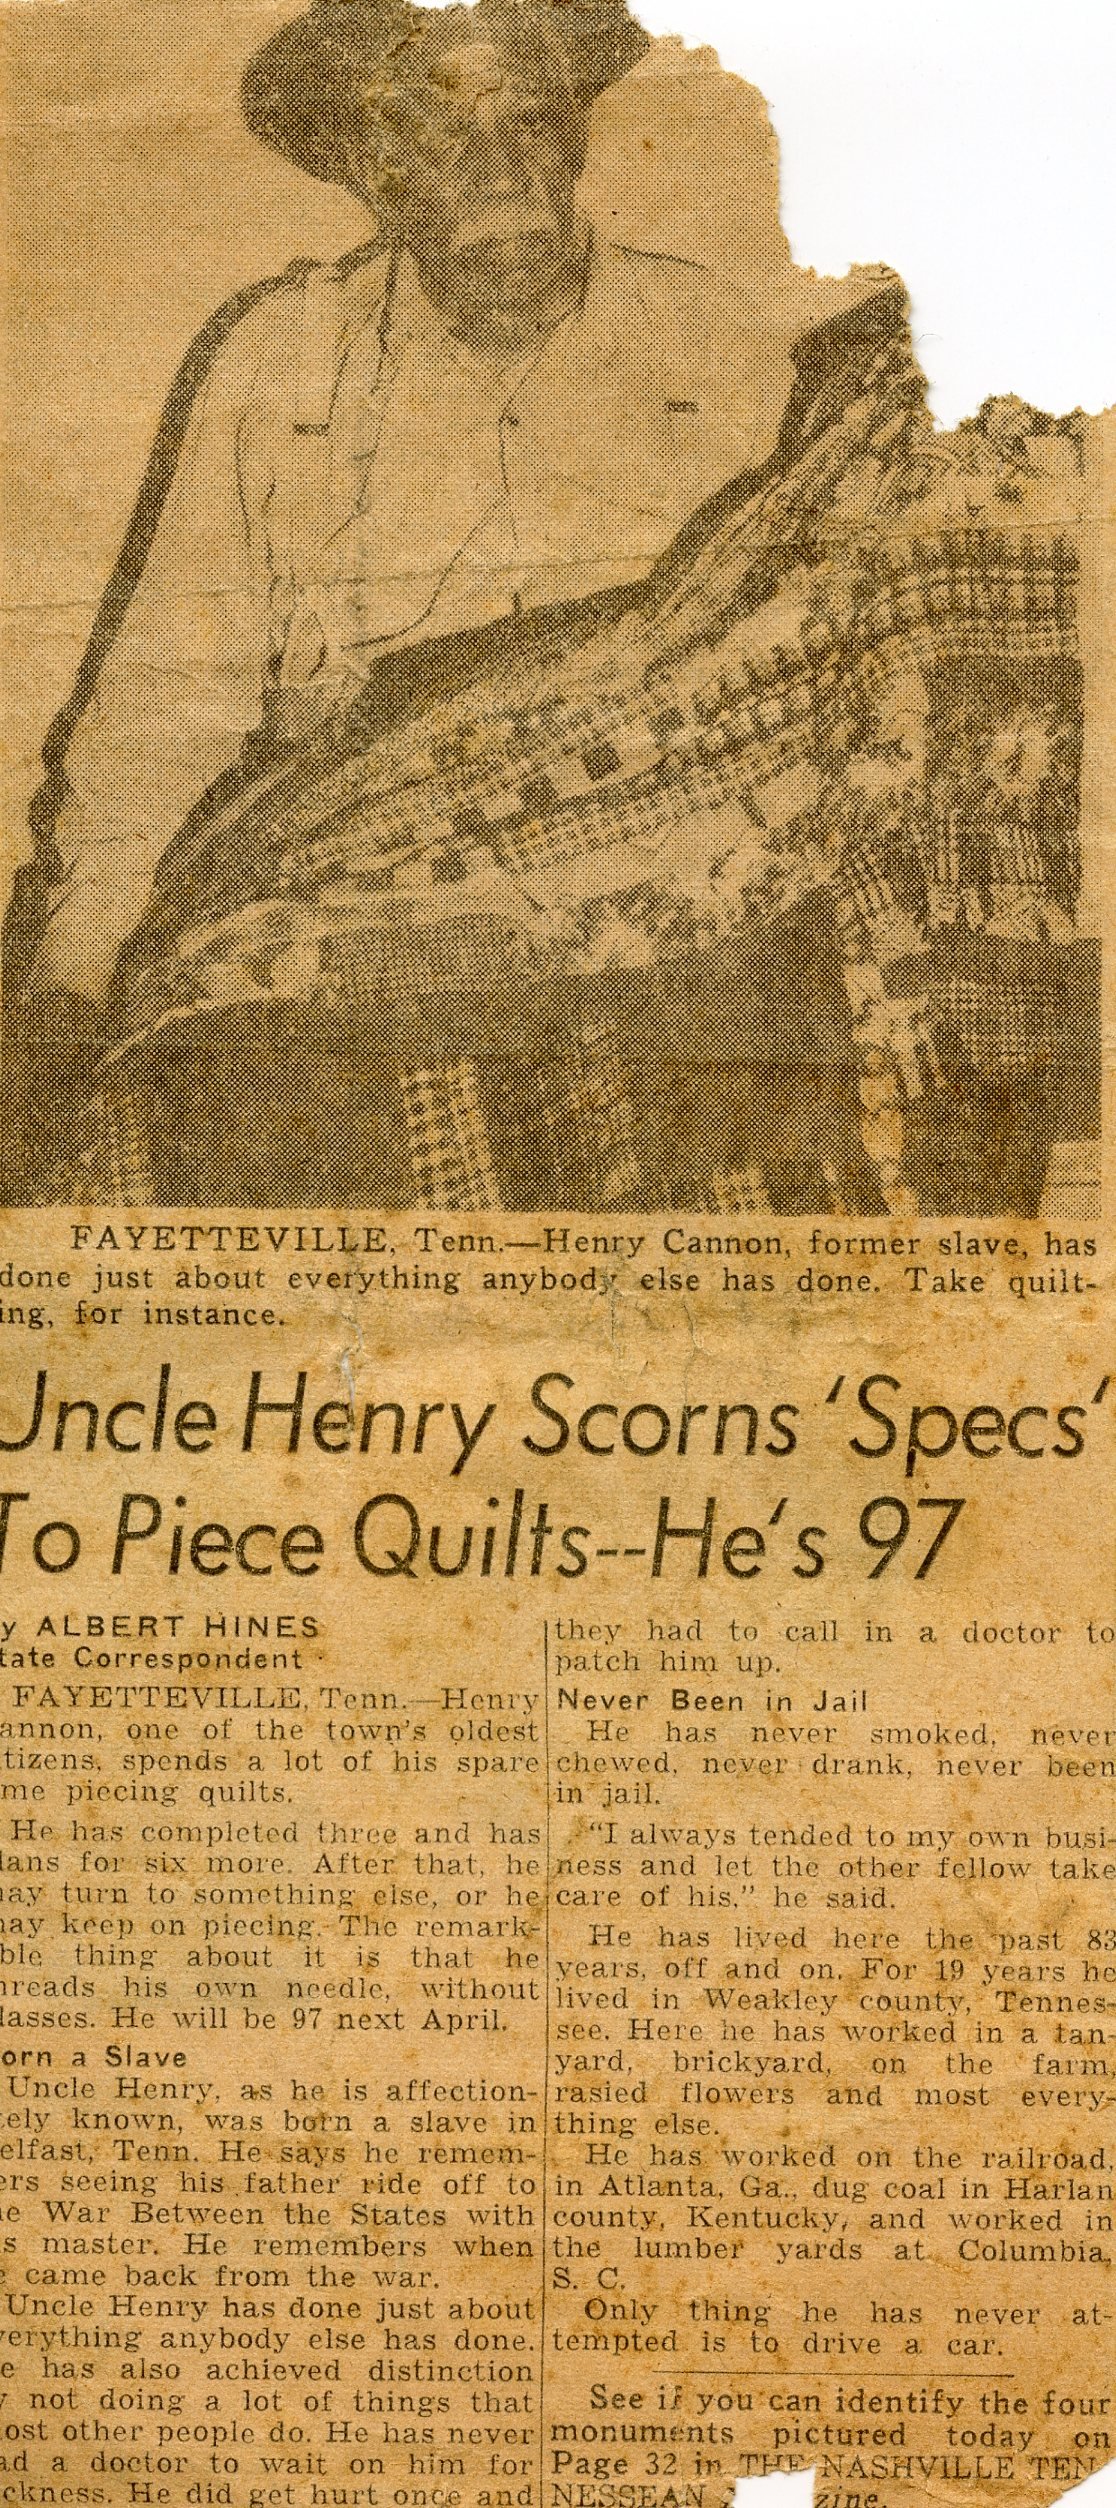 FAYETTEVILLE, Tenn.—Henry Cannon, former slave, has
done just about everything anybody else has done. Take quilt-
ing, for instance.
Uncle Henry Scorns 'Specs'
To Piece Quilts--He's 97
y ALBERT HINES
tate Correspondent
FAYETTEVILLE, Tenn.—Henry
annon, one of the town's oldest
tizens, spends a lot of his spare
me piecing quilts.
He has completed three and has
lans for six more. After that, he
may turn to something else, or he
may keep on piecing. The remark-
ble thing about it is that he
hreads his own needle, without
lasses. He will be 97 next April.
orn a Slave
Uncle Henry, as he is affection-
tely known, was born a slave in
elfast, Tenn. He says he remem-
ers seeing his father ride off to
he War Between the States with
s master. He remembers when
e came back from the war.
Uncle Henry has done just about
verything anybody else has done.
e has also achieved distinction
y not doing a lot of things that
ost other people do. He has never
ad a doctor to wait on him for
ckness. He did get hurt once and
they had to call in a doctor to
patch him up.
Never Been in Jail
He has never smoked, never
chewed, never drank, never been
in jail.
"I always tended to my own busi-
ness and let the other fellow take
care of his," he said.
He has lived here the past 83
years, off and on. For 19 years he
lived in Weakley county, Tennes-
see. Here he has worked in a tan-
yard, brickyard, on the farm,
rasied flowers and most every-
thing else.
He has worked on the railroad,
in Atlanta, Ga., dug coal in Harlan
county, Kentucky, and worked in
the lumber yards at Columbia,
S. C.
Only thing he has never at-
tempted is to drive a car.
See if you can identify the four
monuments pictured today on
Page 32 in THE NASHVILLE TEN-
NESSEAN zine.